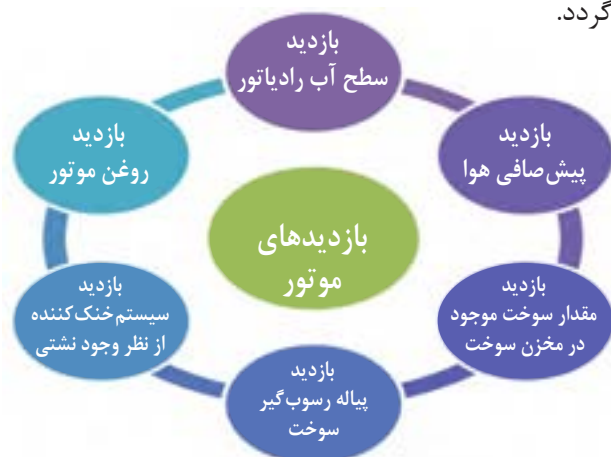 گردد.
بازدیدهای
موتور
بازدید
سطح آب رادیاتور
بازدید
پیش‌صافی هوا
بازدید
مقدار سوخت موجود
در مخزن سوخت
بازدید
پیاله رسوب‌گیر
سوخت
بازدید
سیستم خنک‌کننده
از نظر وجود نشتی
بازدید
روغن موتور